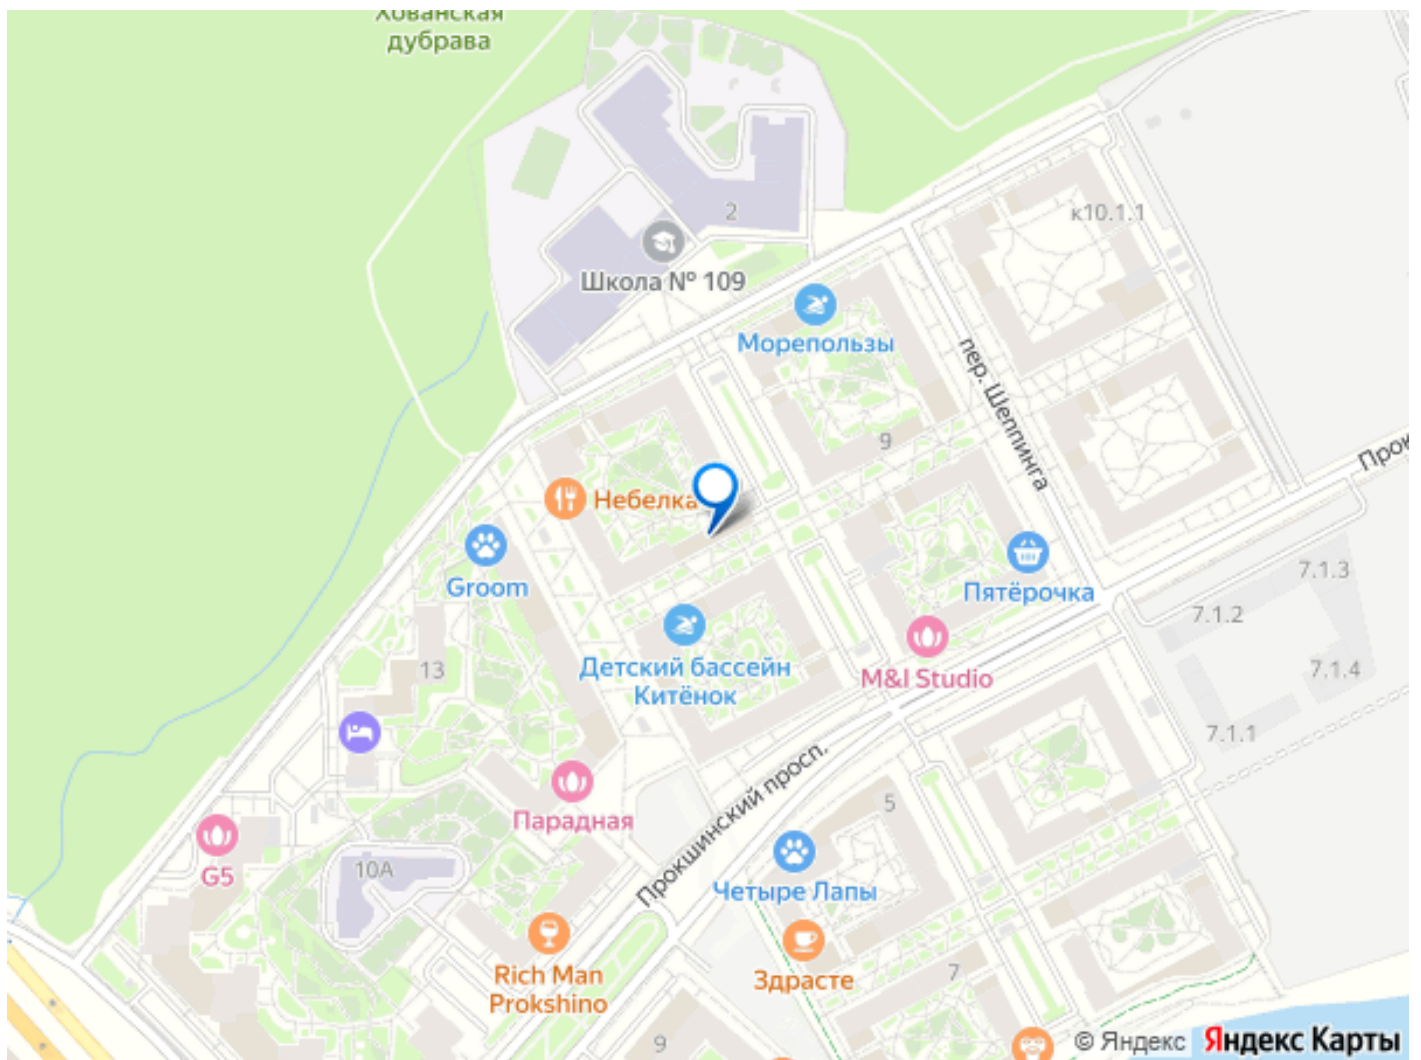 Хованская
дубрава
к10.1.1
2
Школа № 109
Морепользы
пер. Шеппинга
9
Прок
Небелка
Groom
Пятёрочка
7.1.3
7.1.2
Детский бассейн
Китёнок
13
M&I Studio
7.1.4
7.1.1
Прокшинский просп.
5
Парадная
G5
10А
Четыре Лапы
Rich Man
Prokshino
Здрасте
7
9
© Яндекс Яндекс Карты